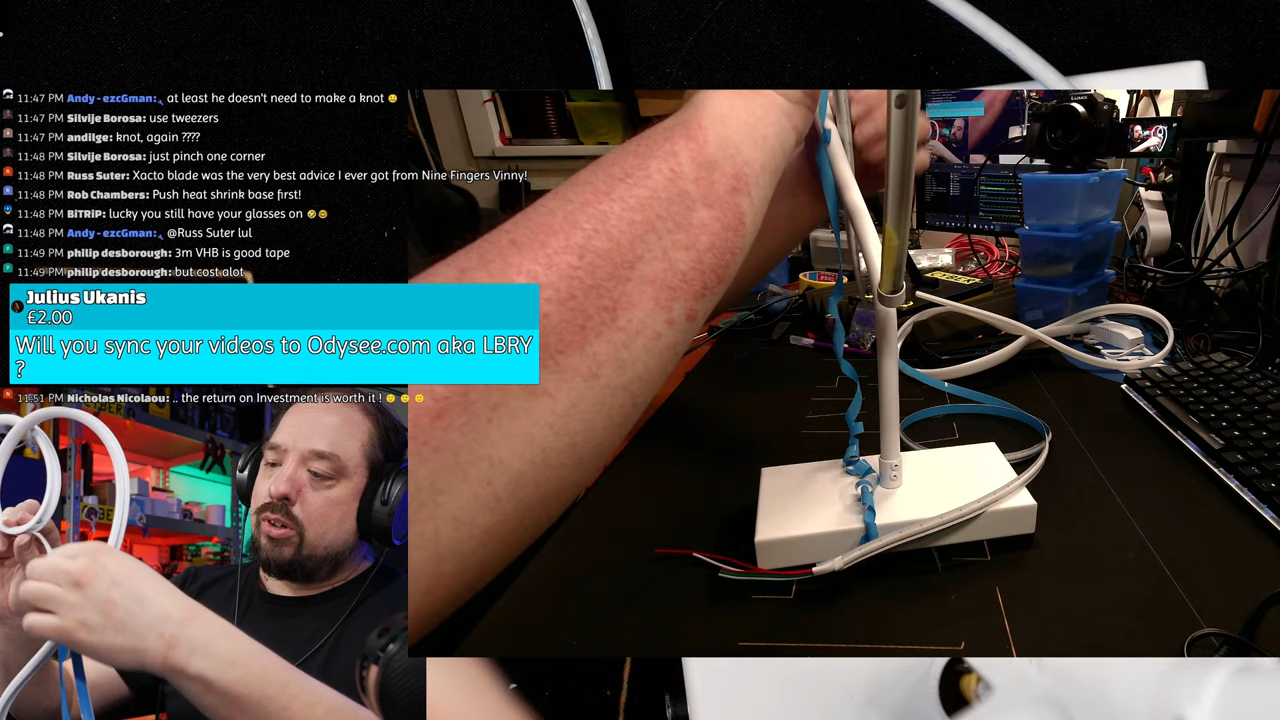 11:47 PM Andy - ezcGman: at least he doesn't need to make a knot 😊
11:47 PM Silvije Borosa: use tweezers
11:47 PM andilge: knot, again ????
11:48 PM Silvije Borosa: just pinch one corner
11:48 PM Russ Suter: Xacto blade was the very best advice I ever got from Nine Fingers Vinny!
11:48 PM Rob Chambers: Push heat shrink base first!
11:48 PM BiTRiP: lucky you still have your glasses on 🤣😊
11:48 PM Andy - ezcGman: @Russ Suter lul
11:49 PM philip desborough: 3m VHB is good tape
11:49 PM philip desborough: but cost alot
Julius Ukanis
£2.00
Will you sync your videos to Odysee.com aka LBRY
?
11:51 PM Nicholas Nicolaou: .. the return on Investment is worth it ! 😊 😊 😊
LUMIX